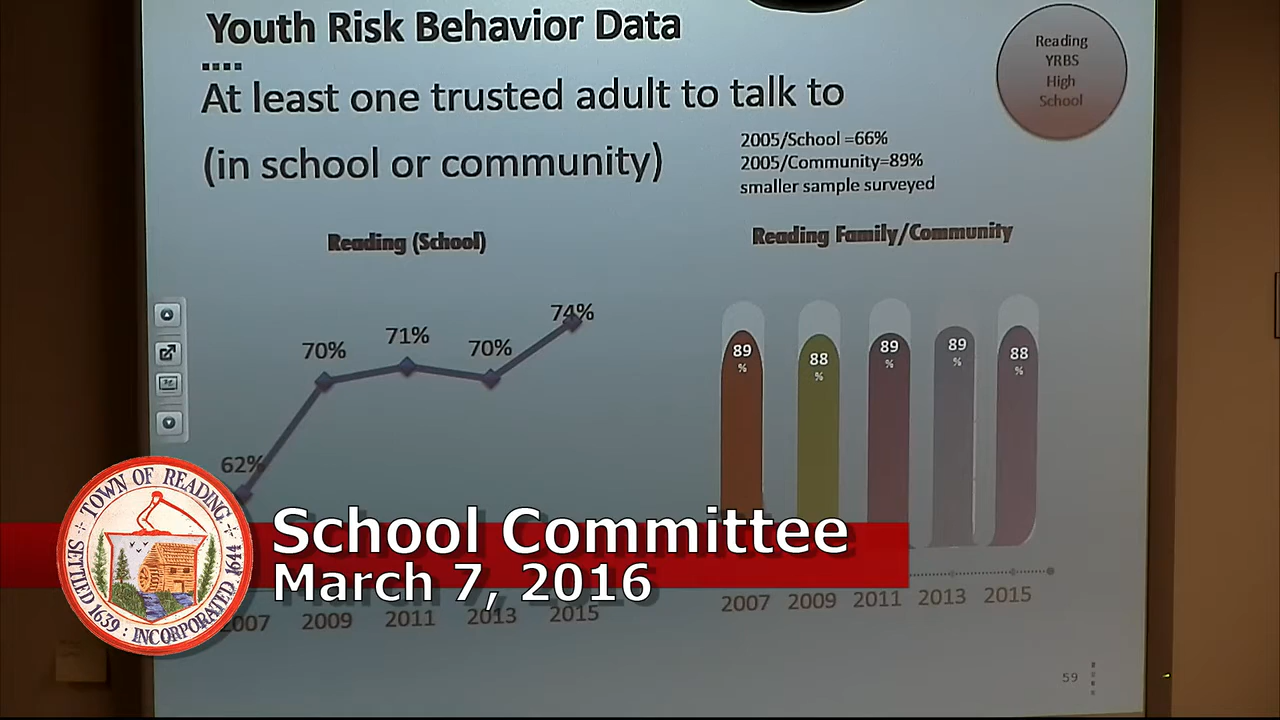 Youth Risk Behavior Data
At least one trusted adult to talk to
(in school or community)
Reading
YRBS
High
School
2005/School =66%
2005/Community=89%
smaller sample surveyed
Reading (School)
62%
70%
71%
70%
74%
2007
2009
2011
2013
2015
Reading Family/Community
89
%
88
%
89
%
89
%
88
%
2007
2009
2011
2013
2015
59
TOWN OF READING
SETTLED 1639 : INCORPORATED 1644
School Committee
March 7, 2016